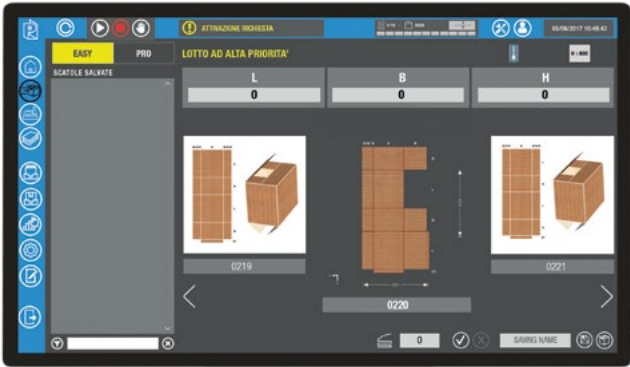 ATTIVAZIONE RICHIESTA
05/06/2017 10:49:43
EASY
PRO
LOTTO AD ALTA PRIORITA'
SCATOLE SALVATE
L
B
H
0
0
0
0219
0220
0221
0
SAVING NAME